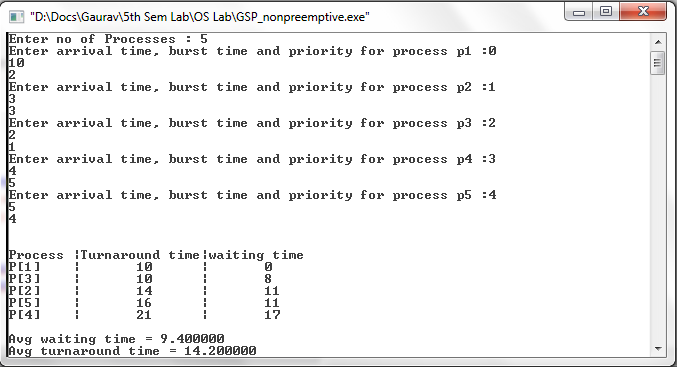 "D:\Docs\Gaurav\5th Sem Lab\OS Lab\GSP_nonpreemptive.exe"
Enter no of Processes : 5
Enter arrival time, burst time and priority for process p1 :0
10
2
Enter arrival time, burst time and priority for process p2 :1
3
3
Enter arrival time, burst time and priority for process p3 :2
2
1
Enter arrival time, burst time and priority for process p4 :3
4
5
Enter arrival time, burst time and priority for process p5 :4
5
4
Process ¦Turnaround time¦waiting time
P[1] ¦ 10 ¦ 0
P[3] ¦ 10 ¦ 8
P[2] ¦ 14 ¦ 11
P[5] ¦ 16 ¦ 11
P[4] ¦ 21 ¦ 17
Avg waiting time = 9.400000
Avg turnaround time = 14.200000